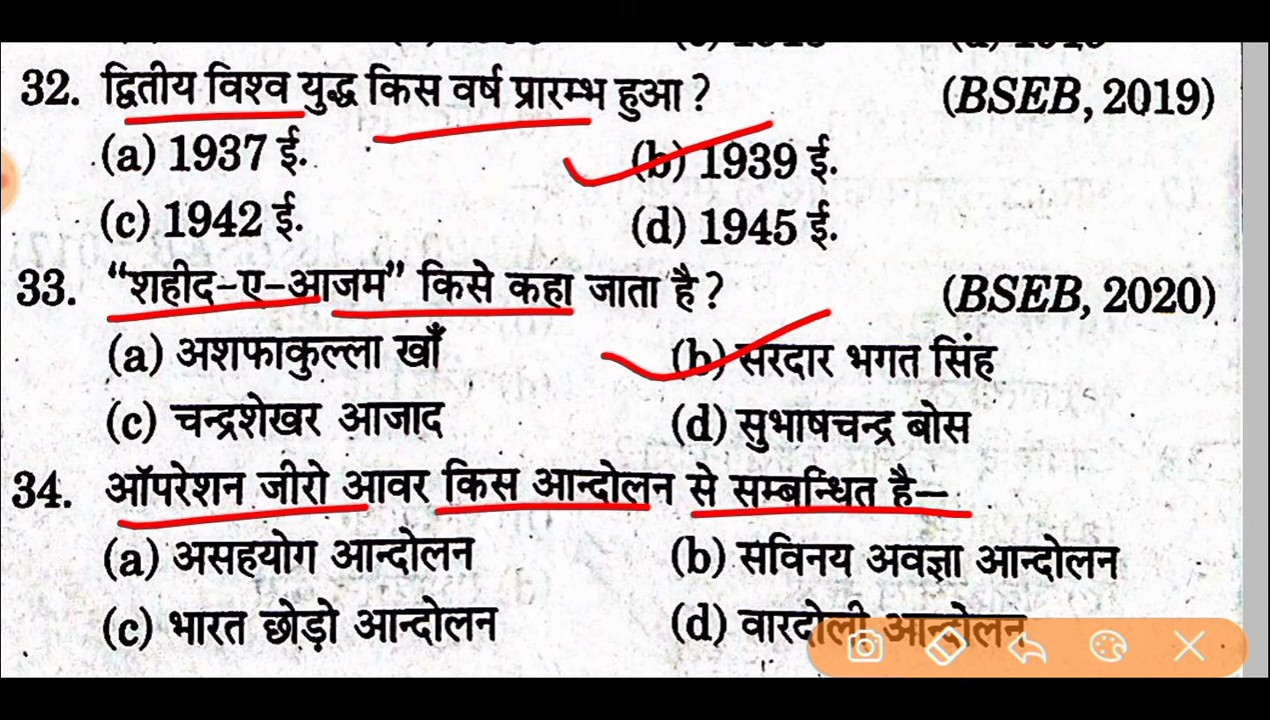 32. द्वितीय विश्व युद्ध किस वर्ष प्रारम्भ हुआ ? (BSEB, 2019)
(a) 1937 ई. (b) 1939 ई.
(c) 1942 ई. (d) 1945 ई.
33. “शहीद-ए-आजम” किसे कहा जाता है ? (BSEB, 2020)
(a) अशफाकुल्ला खाँ (b) सरदार भगत सिंह
(c) चन्द्रशेखर आजाद (d) सुभाषचन्द्र बोस
34. ऑपरेशन जीरो आवर किस आन्दोलन से सम्बन्धित है—
(a) असहयोग आन्दोलन (b) सविनय अवज्ञा आन्दोलन
(c) भारत छोड़ो आन्दोलन (d) वारदोली आन्दोलन